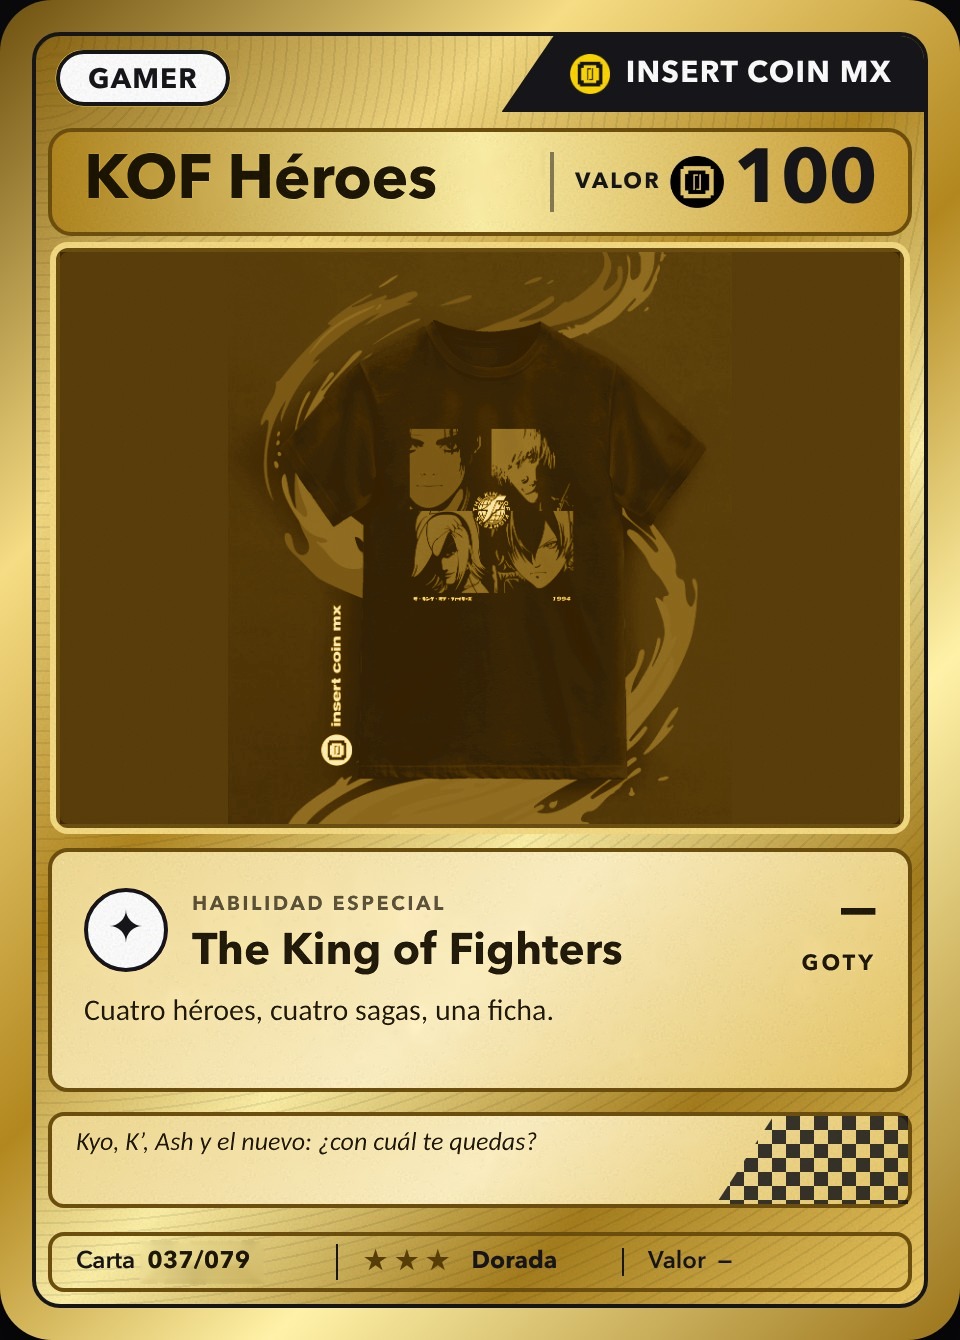 GAMER
INSERT COIN MX
KOF Héroes
VALOR 100
insert coin mx
1994
HABILIDAD ESPECIAL
The King of Fighters
–
GOTY
Cuatro héroes, cuatro sagas, una ficha.
Kyo, K’, Ash y el nuevo: ¿con cuál te quedas?
Carta 037/079 ★★★ Dorada Valor –